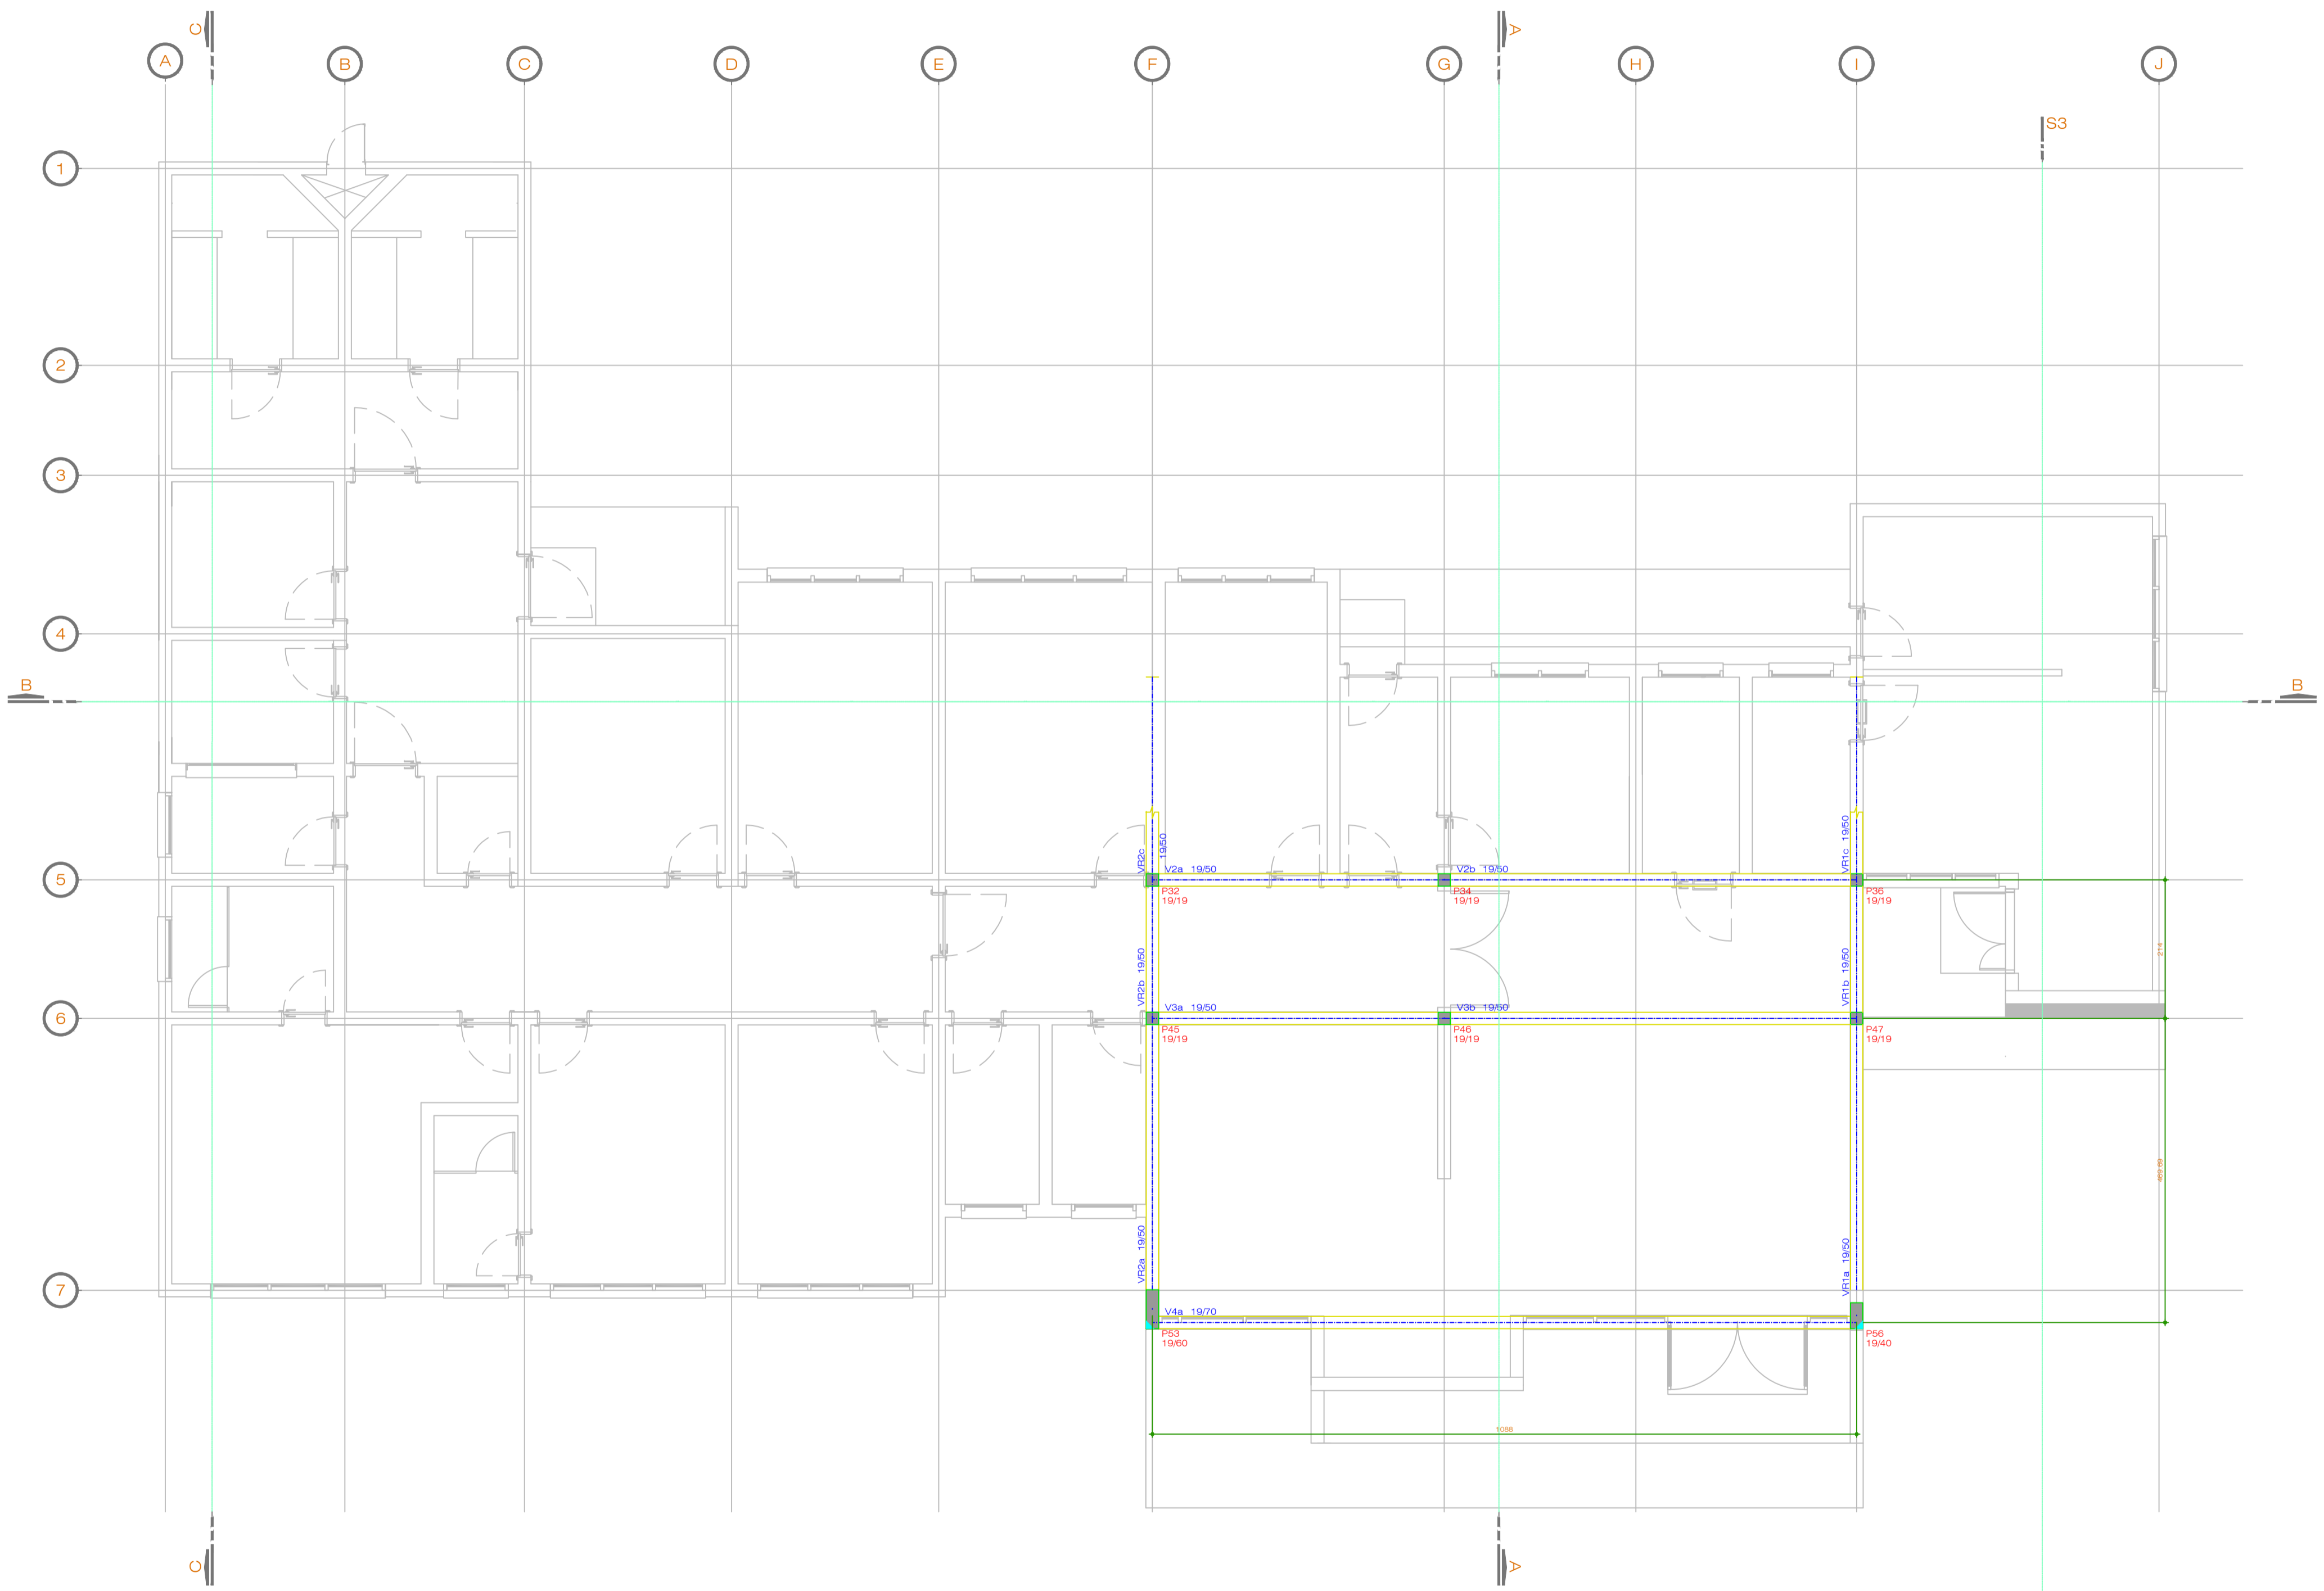 C
A
A
B
C
D
E
F
G
H
I
J
S3
1
2
3
4
B
B
VR2c
19/50
VR1c 19/50
5
V2a 19/50
V2b 19/50
P32
19/19
P34
19/19
P36
19/19
VR2b 19/50
VR1b 19/50
214
6
V3a 19/50
V3b 19/50
P45
19/19
P46
19/19
P47
19/19
469.69
VR2a 19/50
VR1a 19/50
7
V4a 19/70
P53
19/60
P56
19/40
1088
C
A